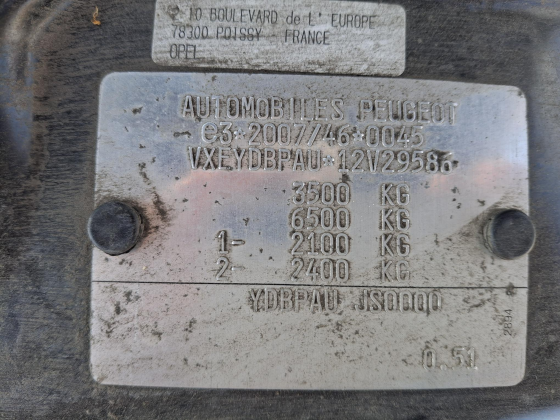 10 BOULEVARD de L'EUROPE
78300 POISSY - FRANCE
OPEL
AUTOMOBILES PEUGEOT
e3*2007/46*0045
VXEYDBPAU*12V29586
3500 KG
6500 KG
1- 2100 KG
2- 2400 KG
YDBPAU JS0000
0.51
2894